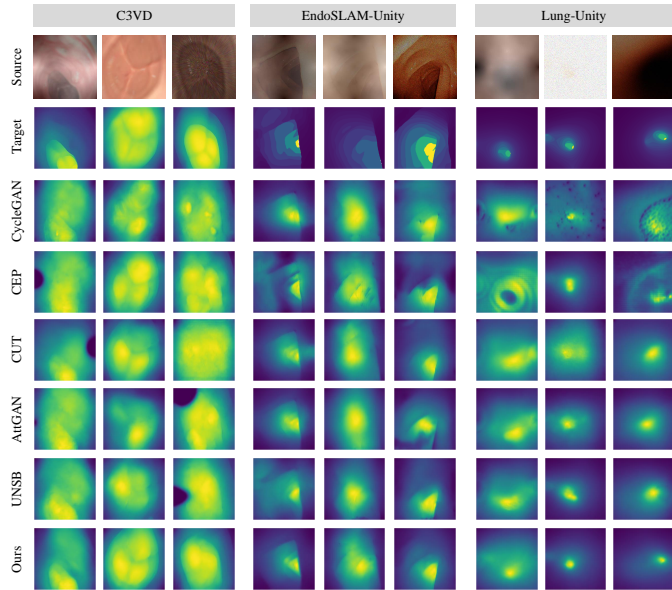 C3VD
EndoSLAM-Unity
Lung-Unity
Source
Target
CycleGAN
CEP
CUT
AttGAN
UNSB
Ours